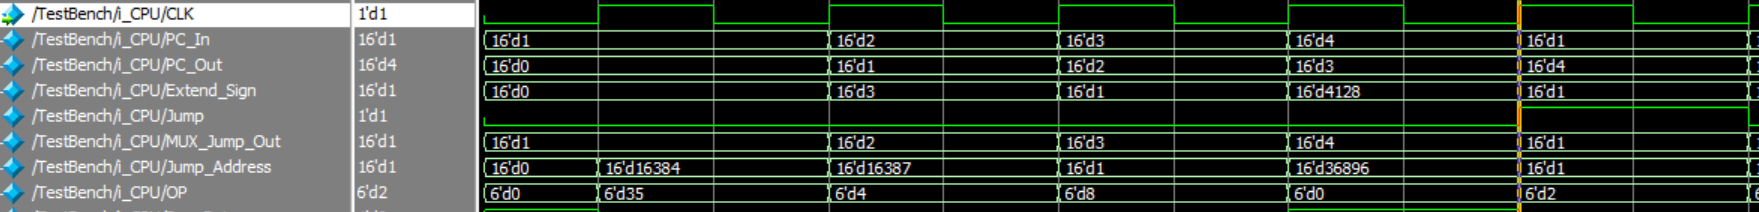 /TestBench/i_CPU/CLK 1'd1
/TestBench/i_CPU/PC_In 16'd1 16'd1 16'd2 16'd3 16'd4 16'd1
/TestBench/i_CPU/PC_Out 16'd4 16'd0 16'd1 16'd2 16'd3 16'd4
/TestBench/i_CPU/Extend_Sign 16'd1 16'd0 16'd3 16'd1 16'd4128 16'd1
/TestBench/i_CPU/Jump 1'd1
/TestBench/i_CPU/MUX_Jump_Out 16'd1 16'd1 16'd2 16'd3 16'd4 16'd1
/TestBench/i_CPU/Jump_Address 16'd1 16'd0 16'd16384 16'd16387 16'd1 16'd36896 16'd1
/TestBench/i_CPU/OP 6'd2 6'd0 6'd35 6'd4 6'd8 6'd0 6'd2